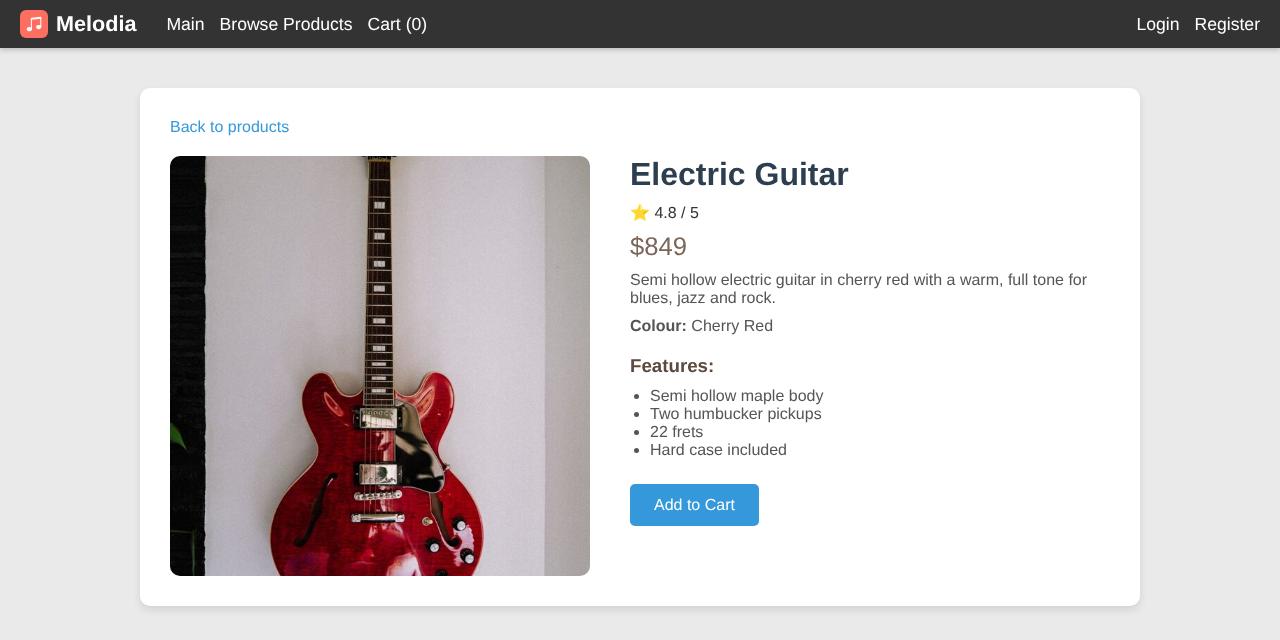 Melodia
Main
Browse Products
Cart (0)
Login
Register
Back to products
Electric Guitar
⭐ 4.8 / 5
$849
Semi hollow electric guitar in cherry red with a warm, full tone for
blues, jazz and rock.
Colour: Cherry Red
Features:
Semi hollow maple body
Two humbucker pickups
22 frets
Hard case included
Add to Cart